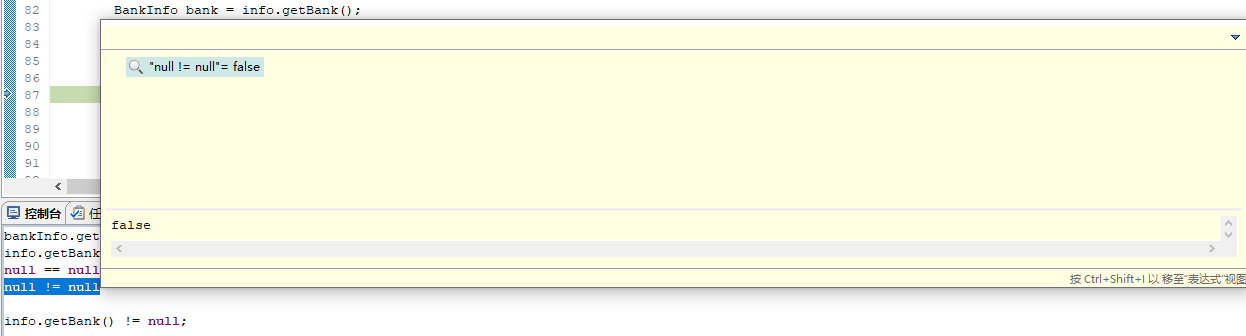 82 BankInfo bank = info.getBank();
83
84
85
86
87
88
89
90
91
"null != null"= false
false
按 Ctrl+Shift+I 以 移至“表达式”视图
控制台 任
bankInfo.get
info.getBank
null == null
null != null
info.getBank() != null;